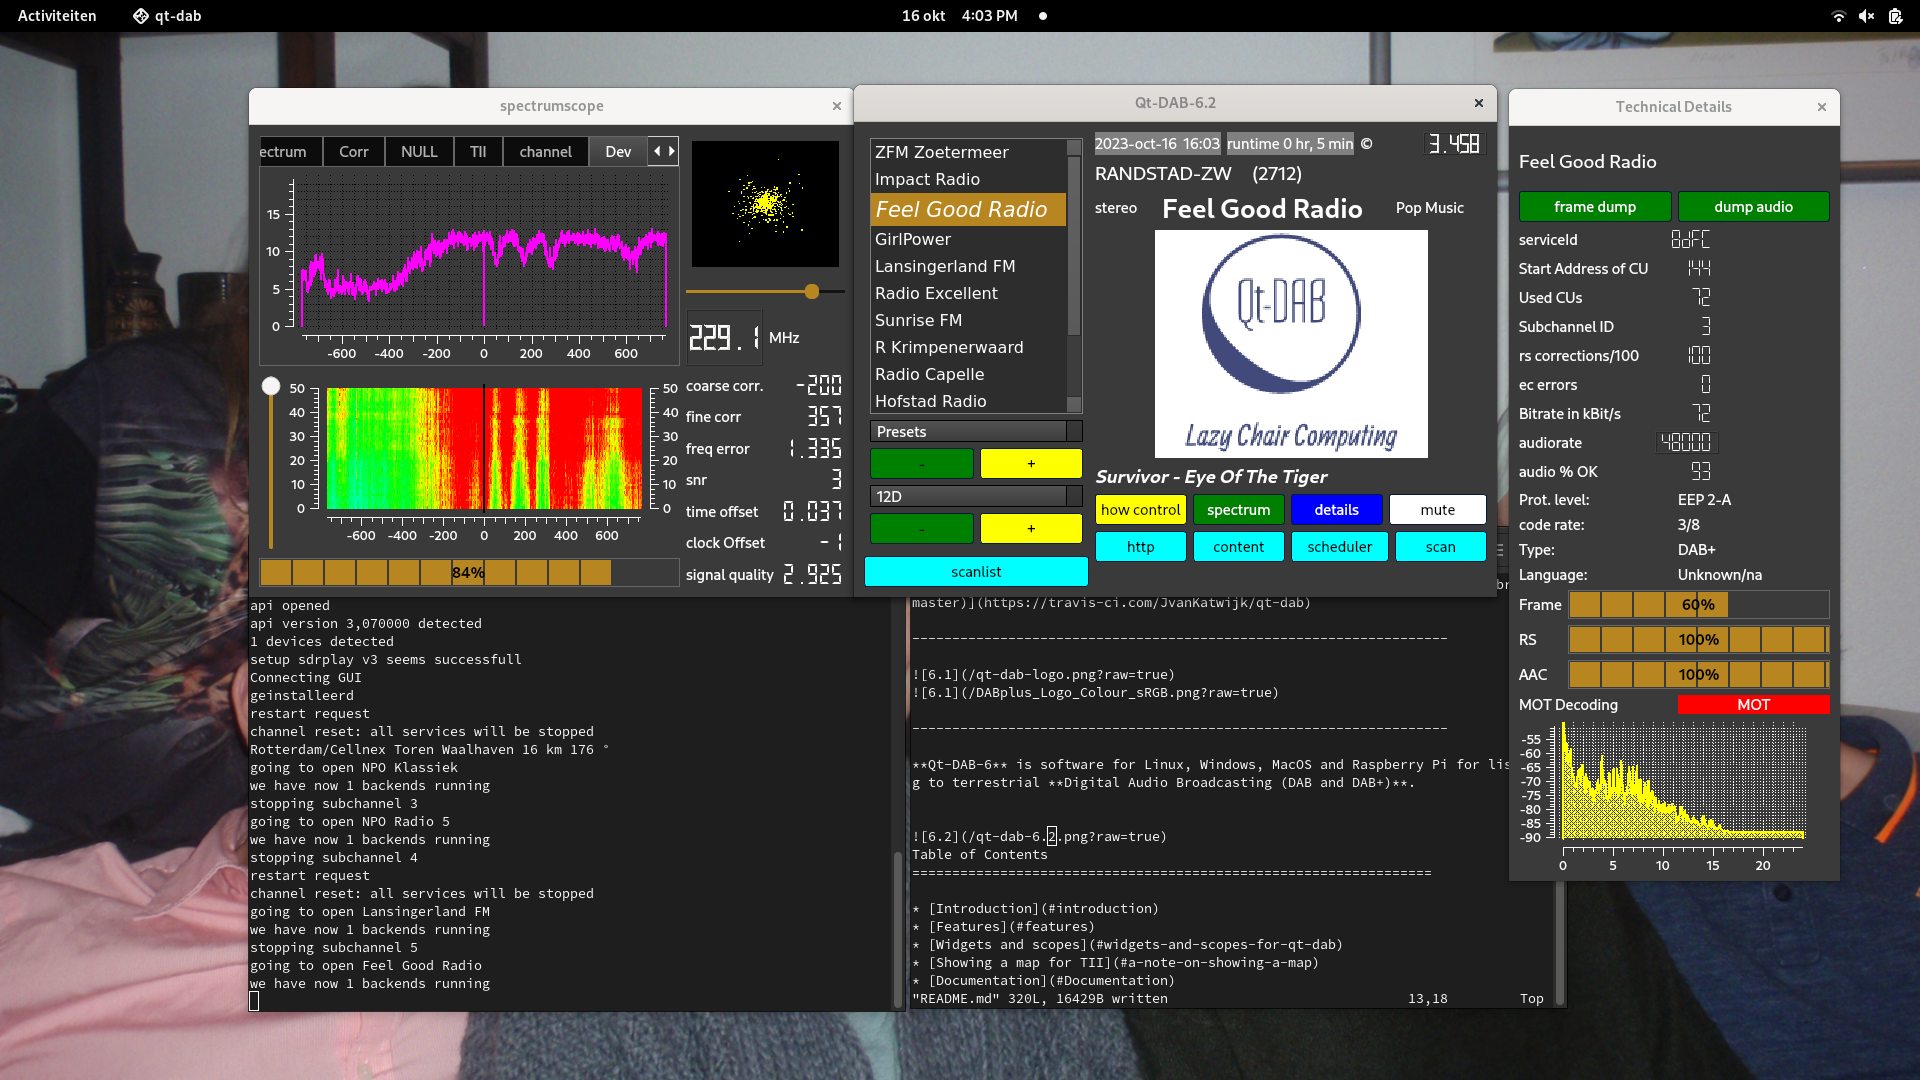 Activiteiten
qt-dab
16 okt 4:03 PM
spectrumscope
ectrum
Corr
NULL
TII
channel
Dev
15
10
5
0
-600 -400 -200 0 200 400 600
229.1 MHz
50
40
30
20
10
0
50
40
30
20
10
0
-600 -400 -200 0 200 400 600
84%
coarse corr. -200
fine corr 357
freq error 1.335
snr 3
time offset 0.037
clock Offset -1
signal quality 2.925
Qt-DAB-6.2
ZFM Zoetermeer
Impact Radio
Feel Good Radio
GirlPower
Lansingerland FM
Radio Excellent
Sunrise FM
R Krimpenerwaard
Radio Capelle
Hofstad Radio
Presets
- +
12D
- +
scanlist
2023-oct-16 16:03 runtime 0 hr, 5 min © 3.458
RANDSTAD-ZW (2712)
stereo Feel Good Radio Pop Music
Qt-DAB
Lazy Chair Computing
Survivor - Eye Of The Tiger
how control spectrum details mute
http content scheduler scan
Technical Details
Feel Good Radio
frame dump dump audio
serviceId 8dFC
Start Address of CU 144
Used CUs 72
Subchannel ID 3
rs corrections/100 100
ec errors 0
Bitrate in kBit/s 72
audiorate 48000
audio % OK 93
Prot. level: EEP 2-A
code rate: 3/8
Type: DAB+
Language: Unknown/na
Frame 60%
RS 100%
AAC 100%
MOT Decoding MOT
-55
-60
-65
-70
-75
-80
-85
-90
0 5 10 15 20
api opened
api version 3,070000 detected
1 devices detected
setup sdrplay v3 seems successfull
Connecting GUI
geinstalleerd
restart request
channel reset: all services will be stopped
Rotterdam/Cellnex Toren Waalhaven 16 km 176 °
going to open NPO Klassiek
we have now 1 backends running
stopping subchannel 3
going to open NPO Radio 5
we have now 1 backends running
stopping subchannel 4
restart request
channel reset: all services will be stopped
going to open Lansingerland FM
we have now 1 backends running
stopping subchannel 5
going to open Feel Good Radio
we have now 1 backends running
br
master)](https://travis-ci.com/JvanKatwijk/qt-dab)
-------------------------------------------------------------------
![6.1](/qt-dab-logo.png?raw=true)
![6.1](/DABplus_Logo_Colour_sRGB.png?raw=true)
-------------------------------------------------------------------
**Qt-DAB-6** is software for Linux, Windows, MacOS and Raspberry Pi for lis
g to terrestrial **Digital Audio Broadcasting (DAB and DAB+)**.
![6.2](/qt-dab-6.2.png?raw=true)
Table of Contents
=================================================================
* [Introduction](#introduction)
* [Features](#features)
* [Widgets and scopes](#widgets-and-scopes-for-qt-dab)
* [Showing a map for TII](#a-note-on-showing-a-map)
* [Documentation](#Documentation)
"README.md" 320L, 16429B written 13,18 Top